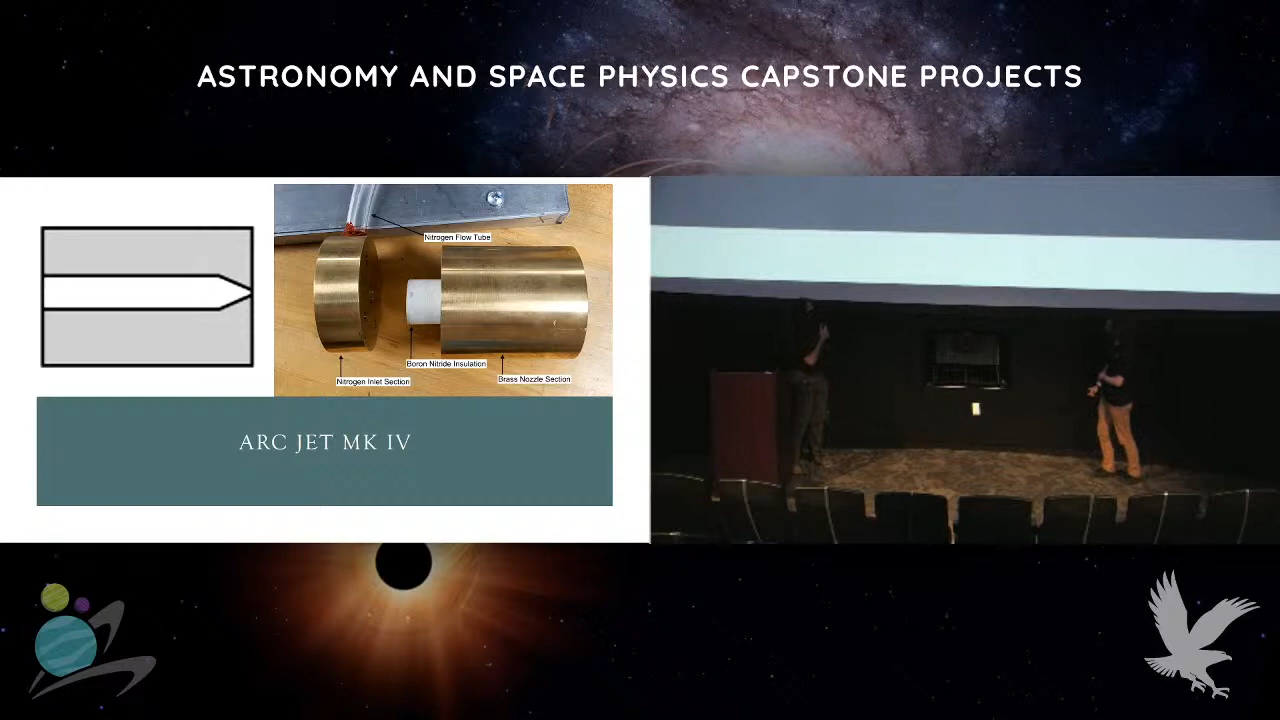 ASTRONOMY AND SPACE PHYSICS CAPSTONE PROJECTS
Nitrogen Flow Tube
Boron Nitride Insulation
Nitrogen Inlet Section
Brass Nozzle Section
ARC JET MK IV